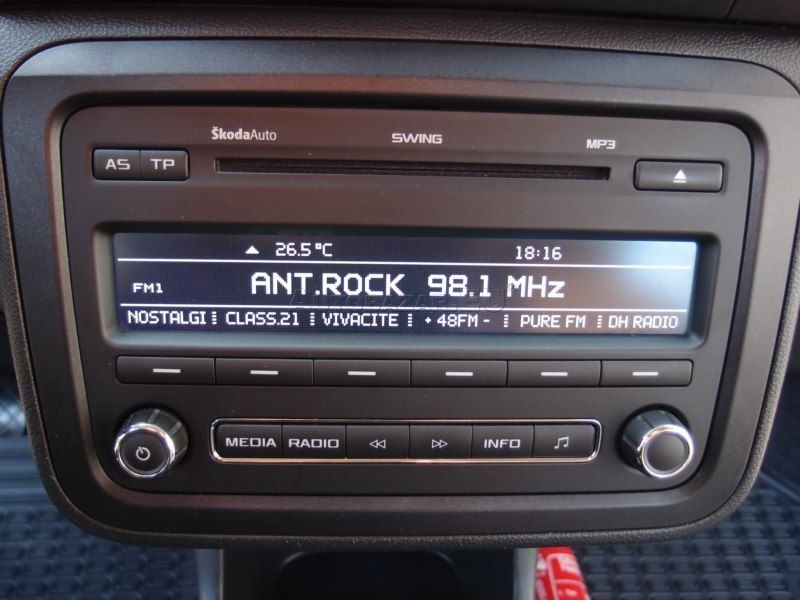 ŠkodaAuto SWING MP3
AS TP
26.5°C 18:16
FM1 ANT.ROCK 98.1 MHz
NOSTALGI CLASS.21 VIVACITE +48FM- PURE FM DH RADIO
MEDIA RADIO INFO